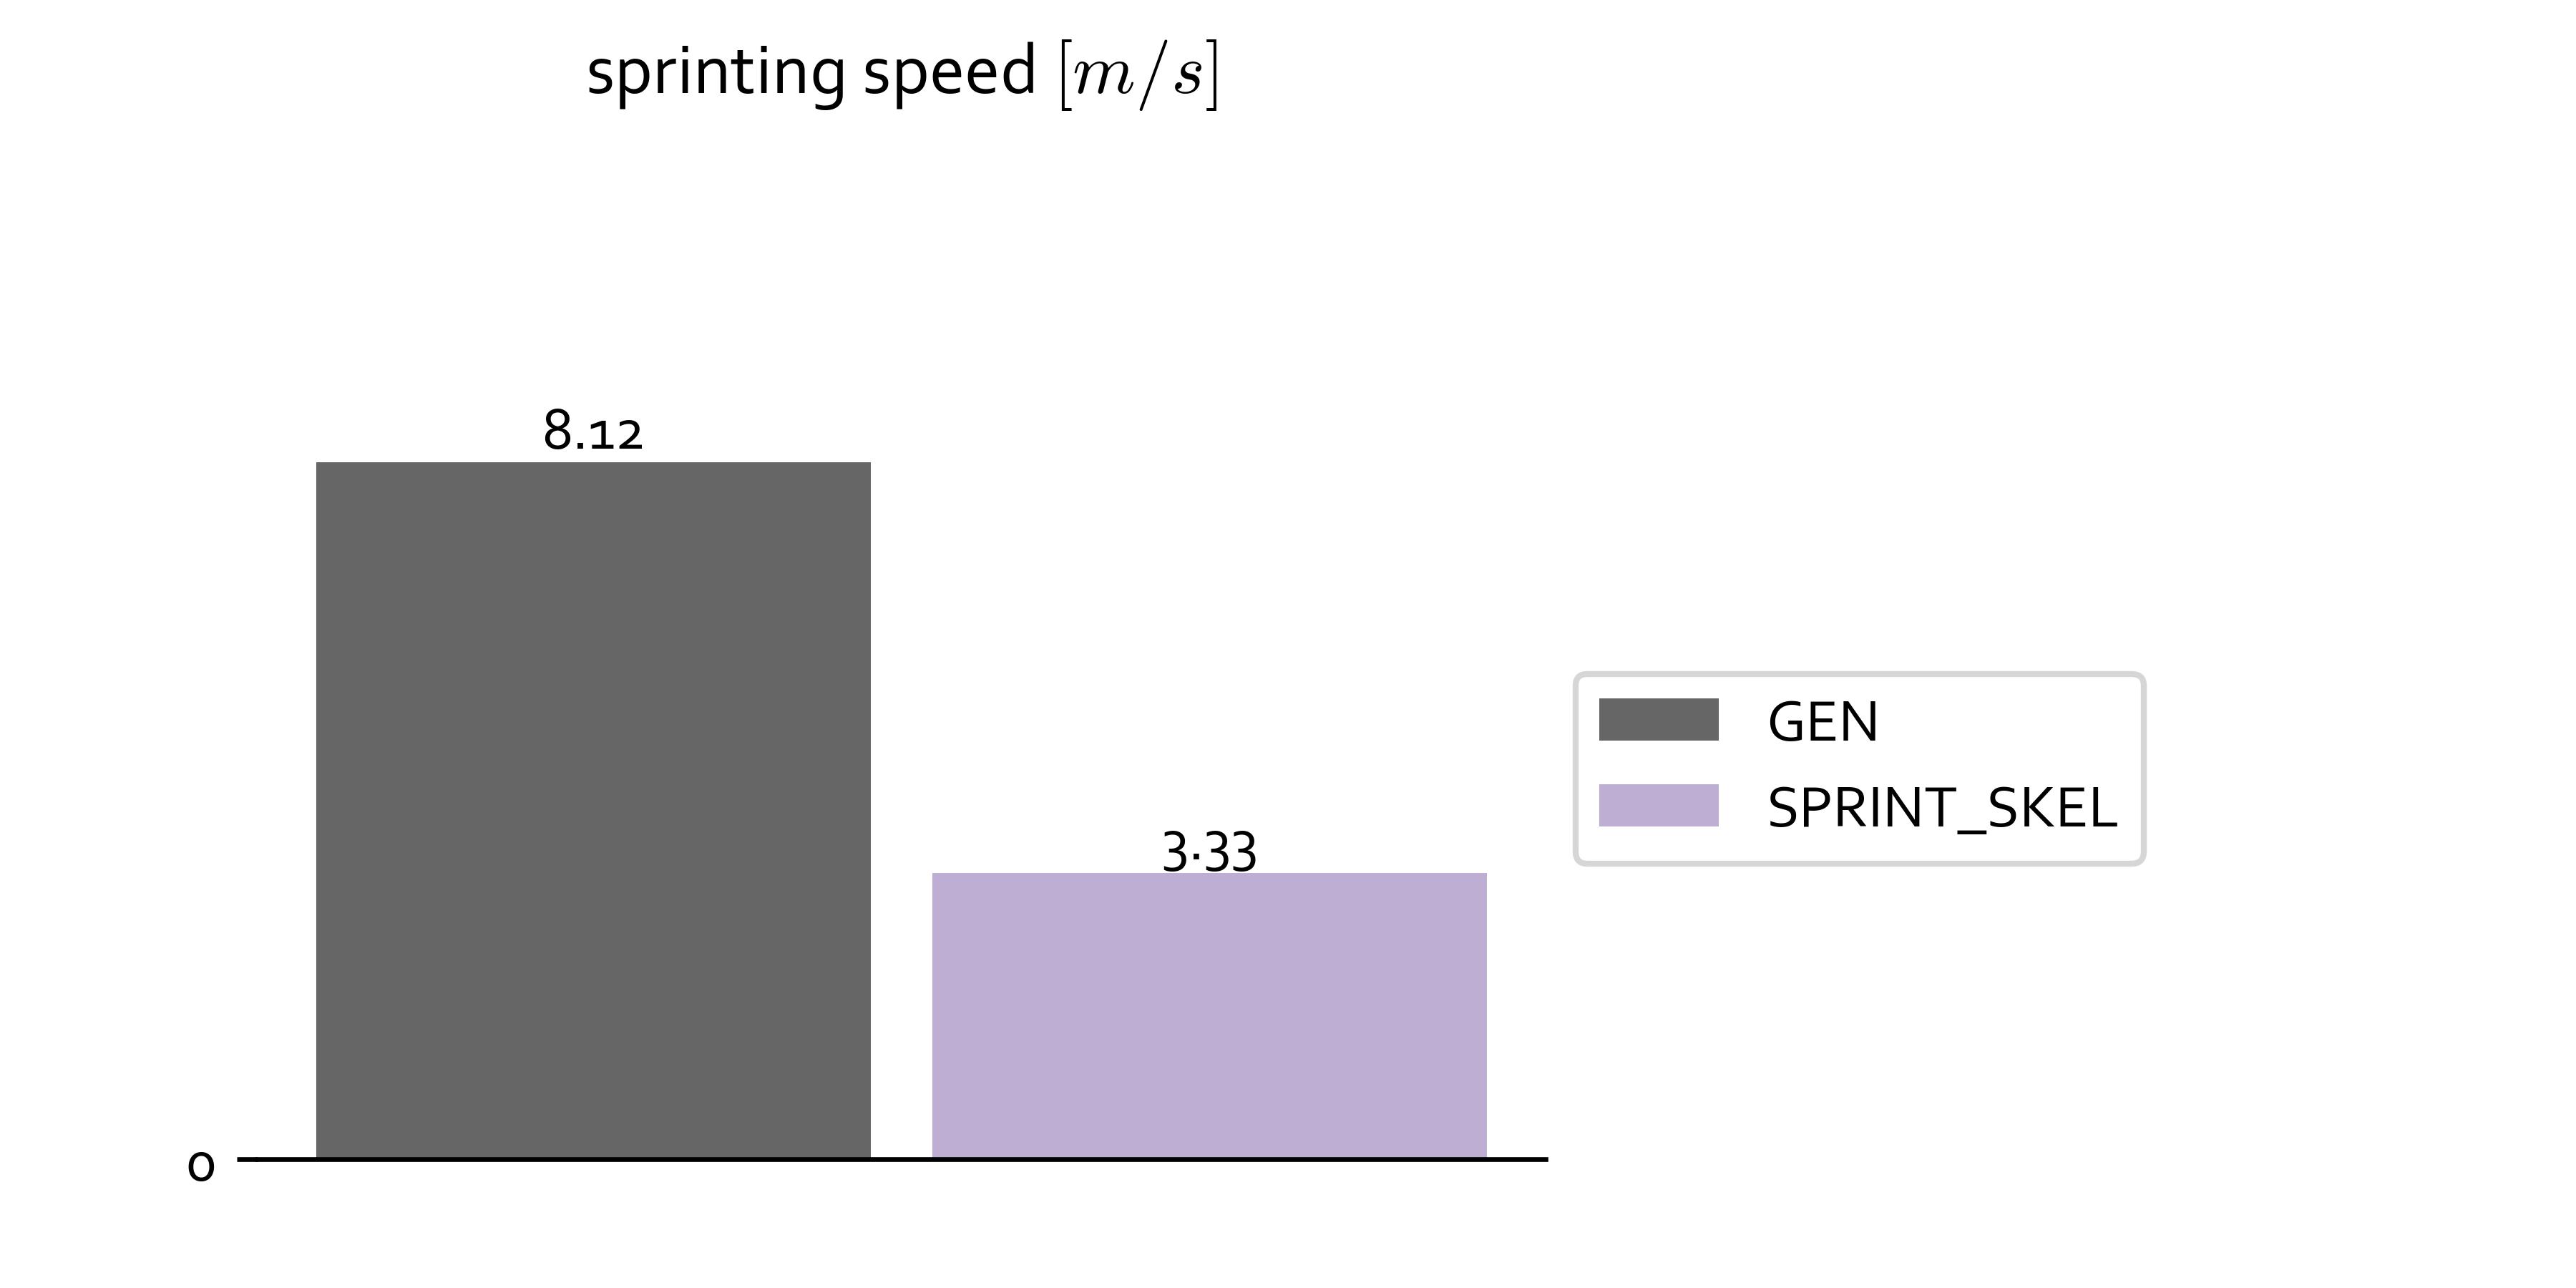 sprinting speed [m/s]
8.12
3.33
0
GEN
SPRINT_SKEL